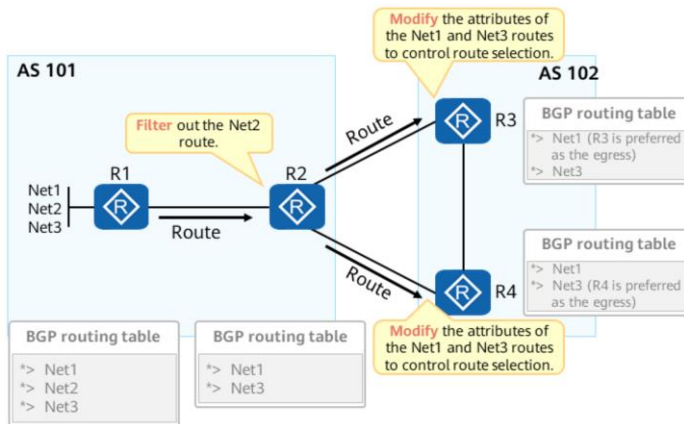 Modify the attributes of
the Net1 and Net3 routes
to control route selection.
AS 101
AS 102
Filter out the Net2
route.
Route
R
R3
BGP routing table
*> Net1 (R3 is preferred
as the egress)
*> Net3
R1
R2
Net1
Net2
Net3
R
R
Route
Route
BGP routing table
*> Net1
*> Net3 (R4 is preferred
as the egress)
R
R4
BGP routing table
*> Net1
*> Net2
*> Net3
BGP routing table
*> Net1
*> Net3
Modify the attributes of
the Net1 and Net3 routes
to control route selection.